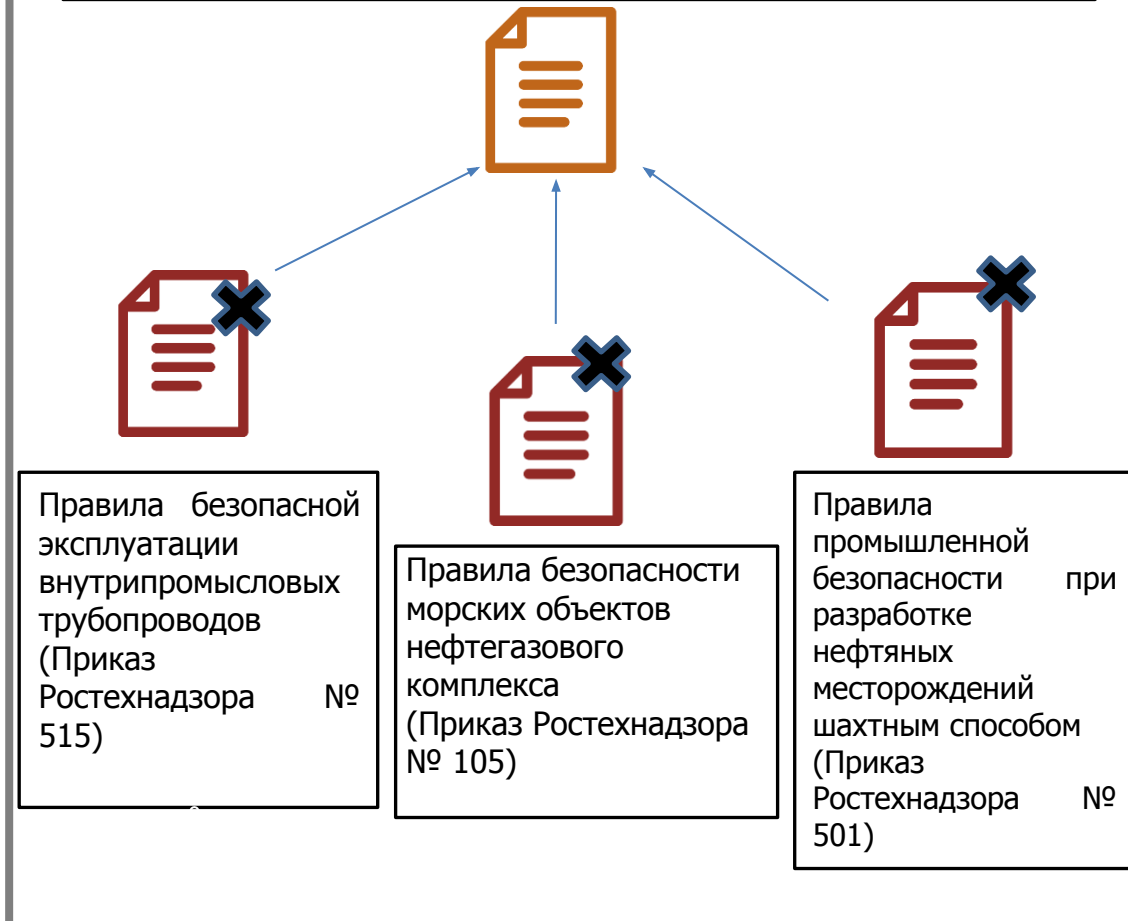 Правила безопасной
эксплуатации
внутрипромысловых
трубопроводов
(Приказ
Ростехнадзора №
515)
Правила безопасности
морских объектов
нефтегазового
комплекса
(Приказ Ростехнадзора
№ 105)
Правила
промышленной
безопасности при
разработке
нефтяных
месторождений
шахтным способом
(Приказ
Ростехнадзора №
501)